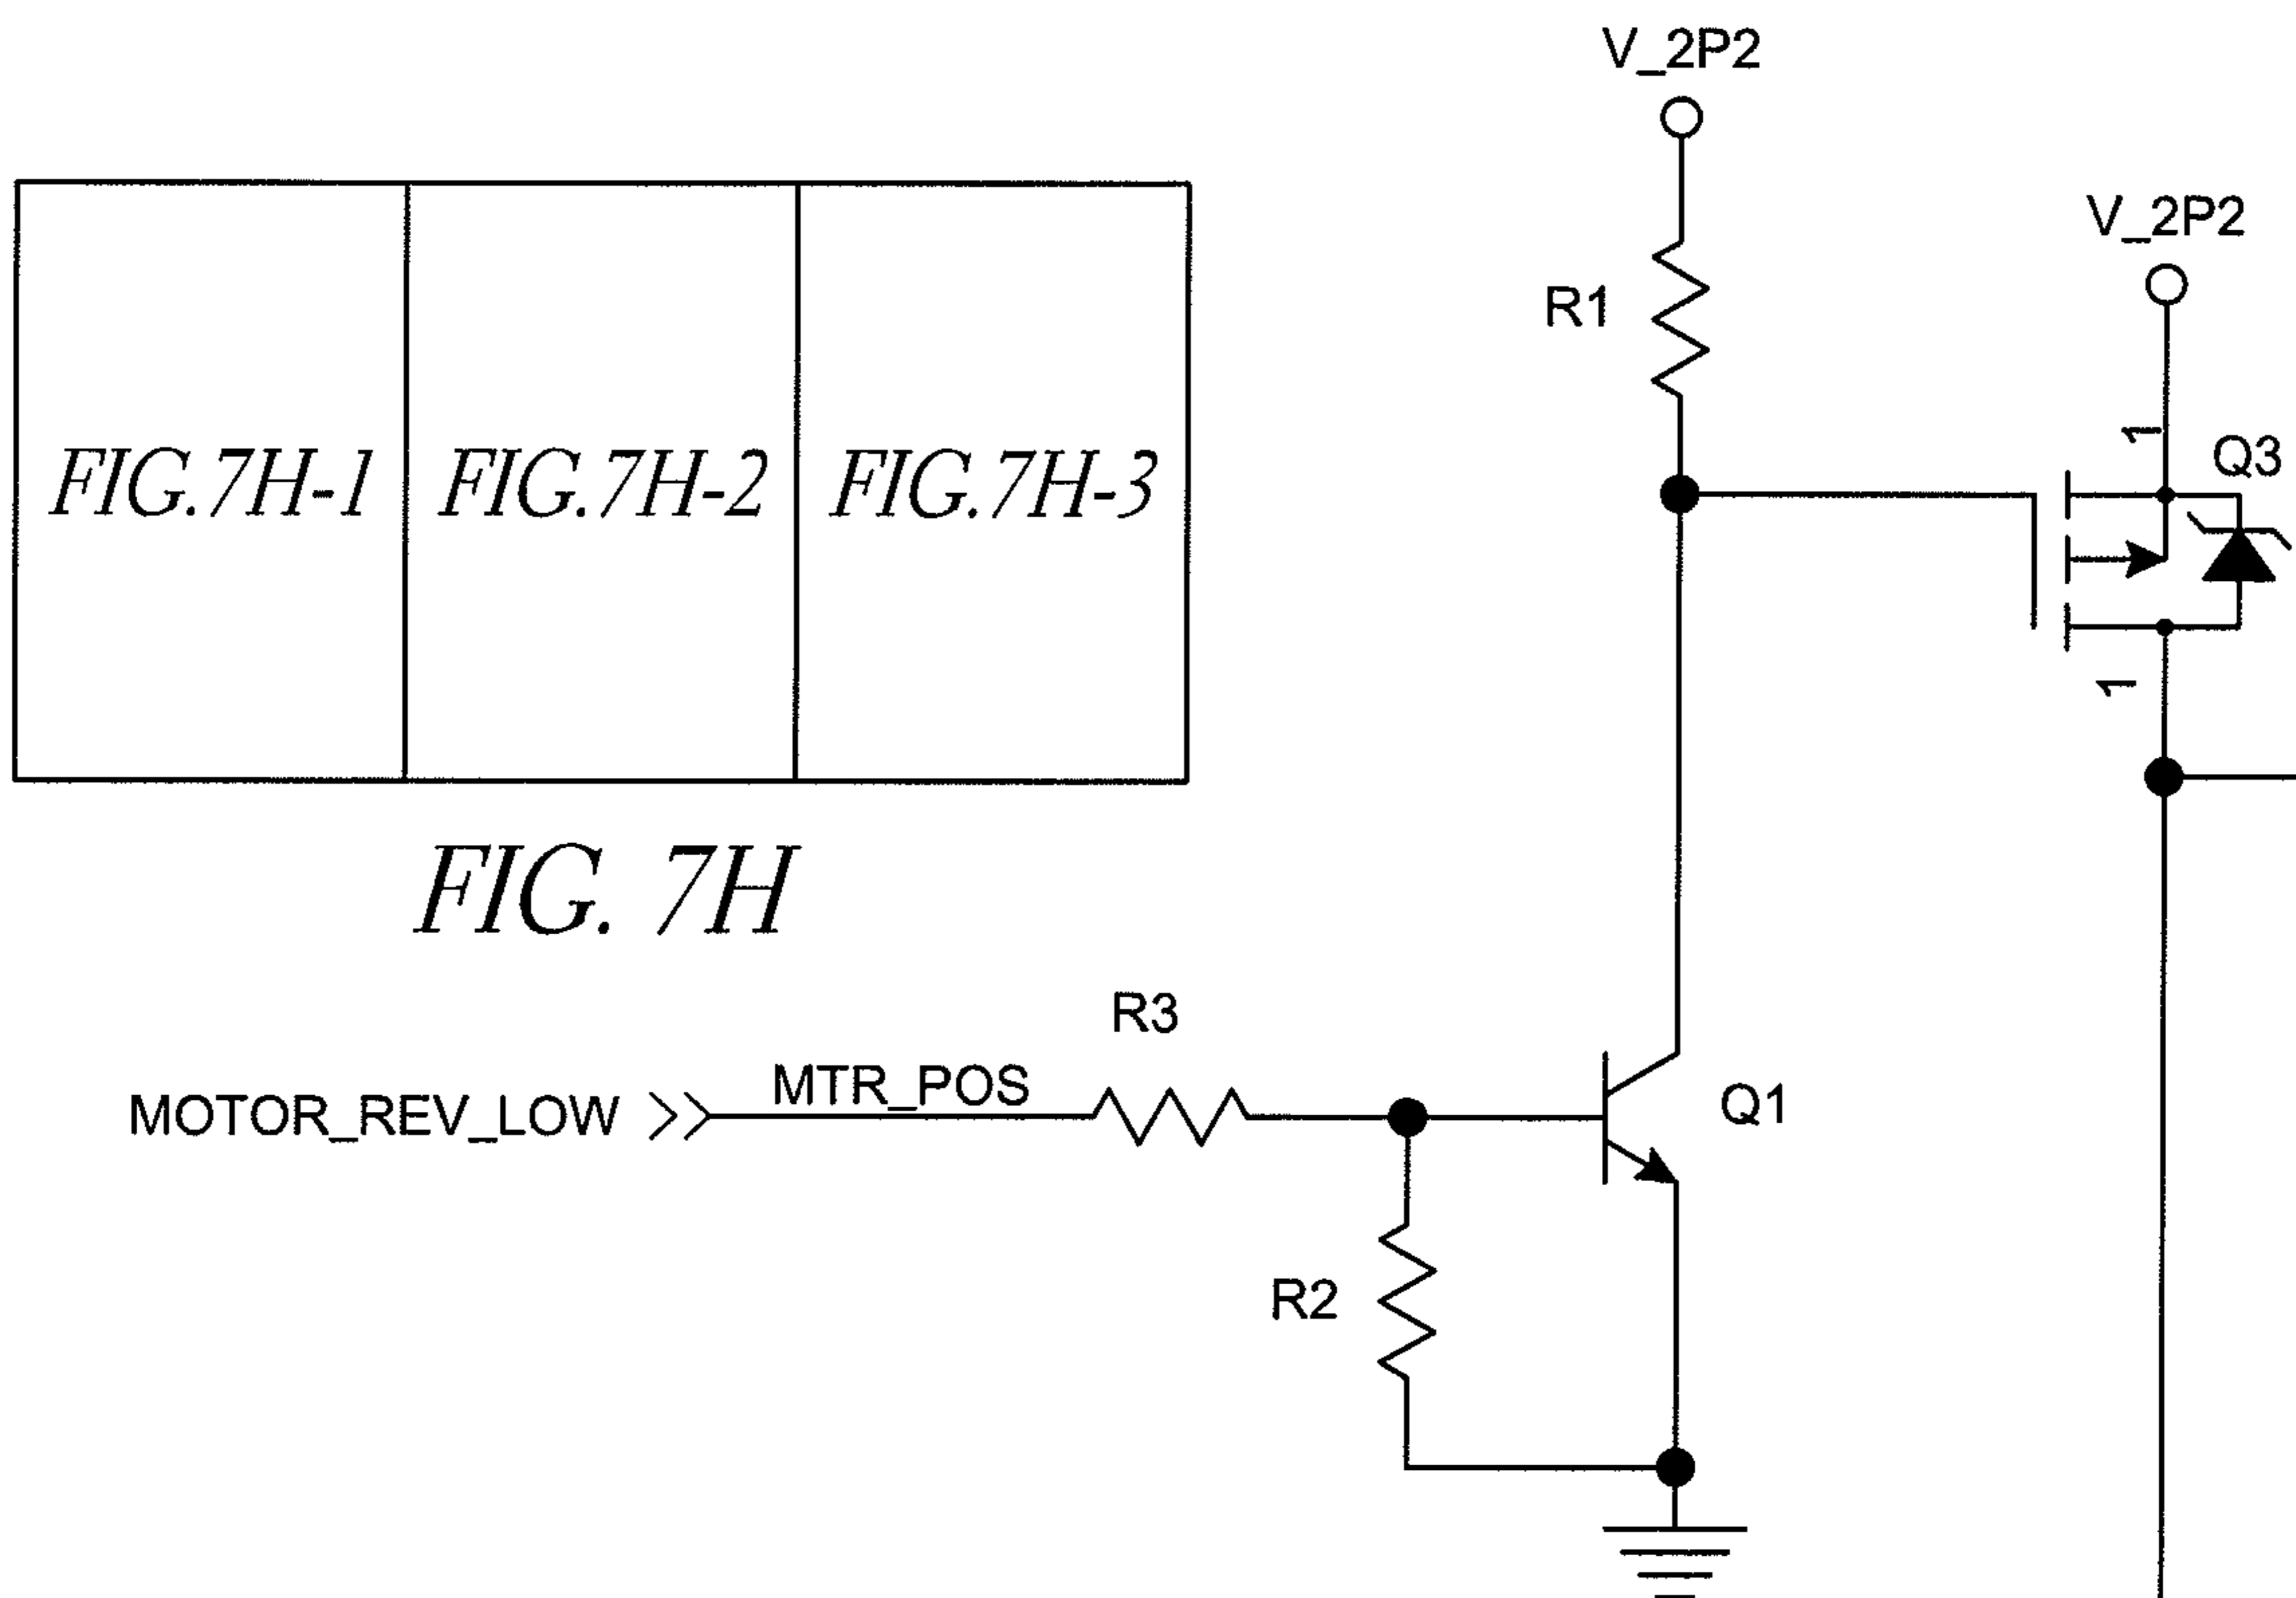 V_2P2
V_2P2
R1
1
Q3
FIG.7H-1
FIG.7H-2
FIG.7H-3
1
FIG. 7H
R3
MOTOR_REV_LOW
MTR_POS
Q1
R2